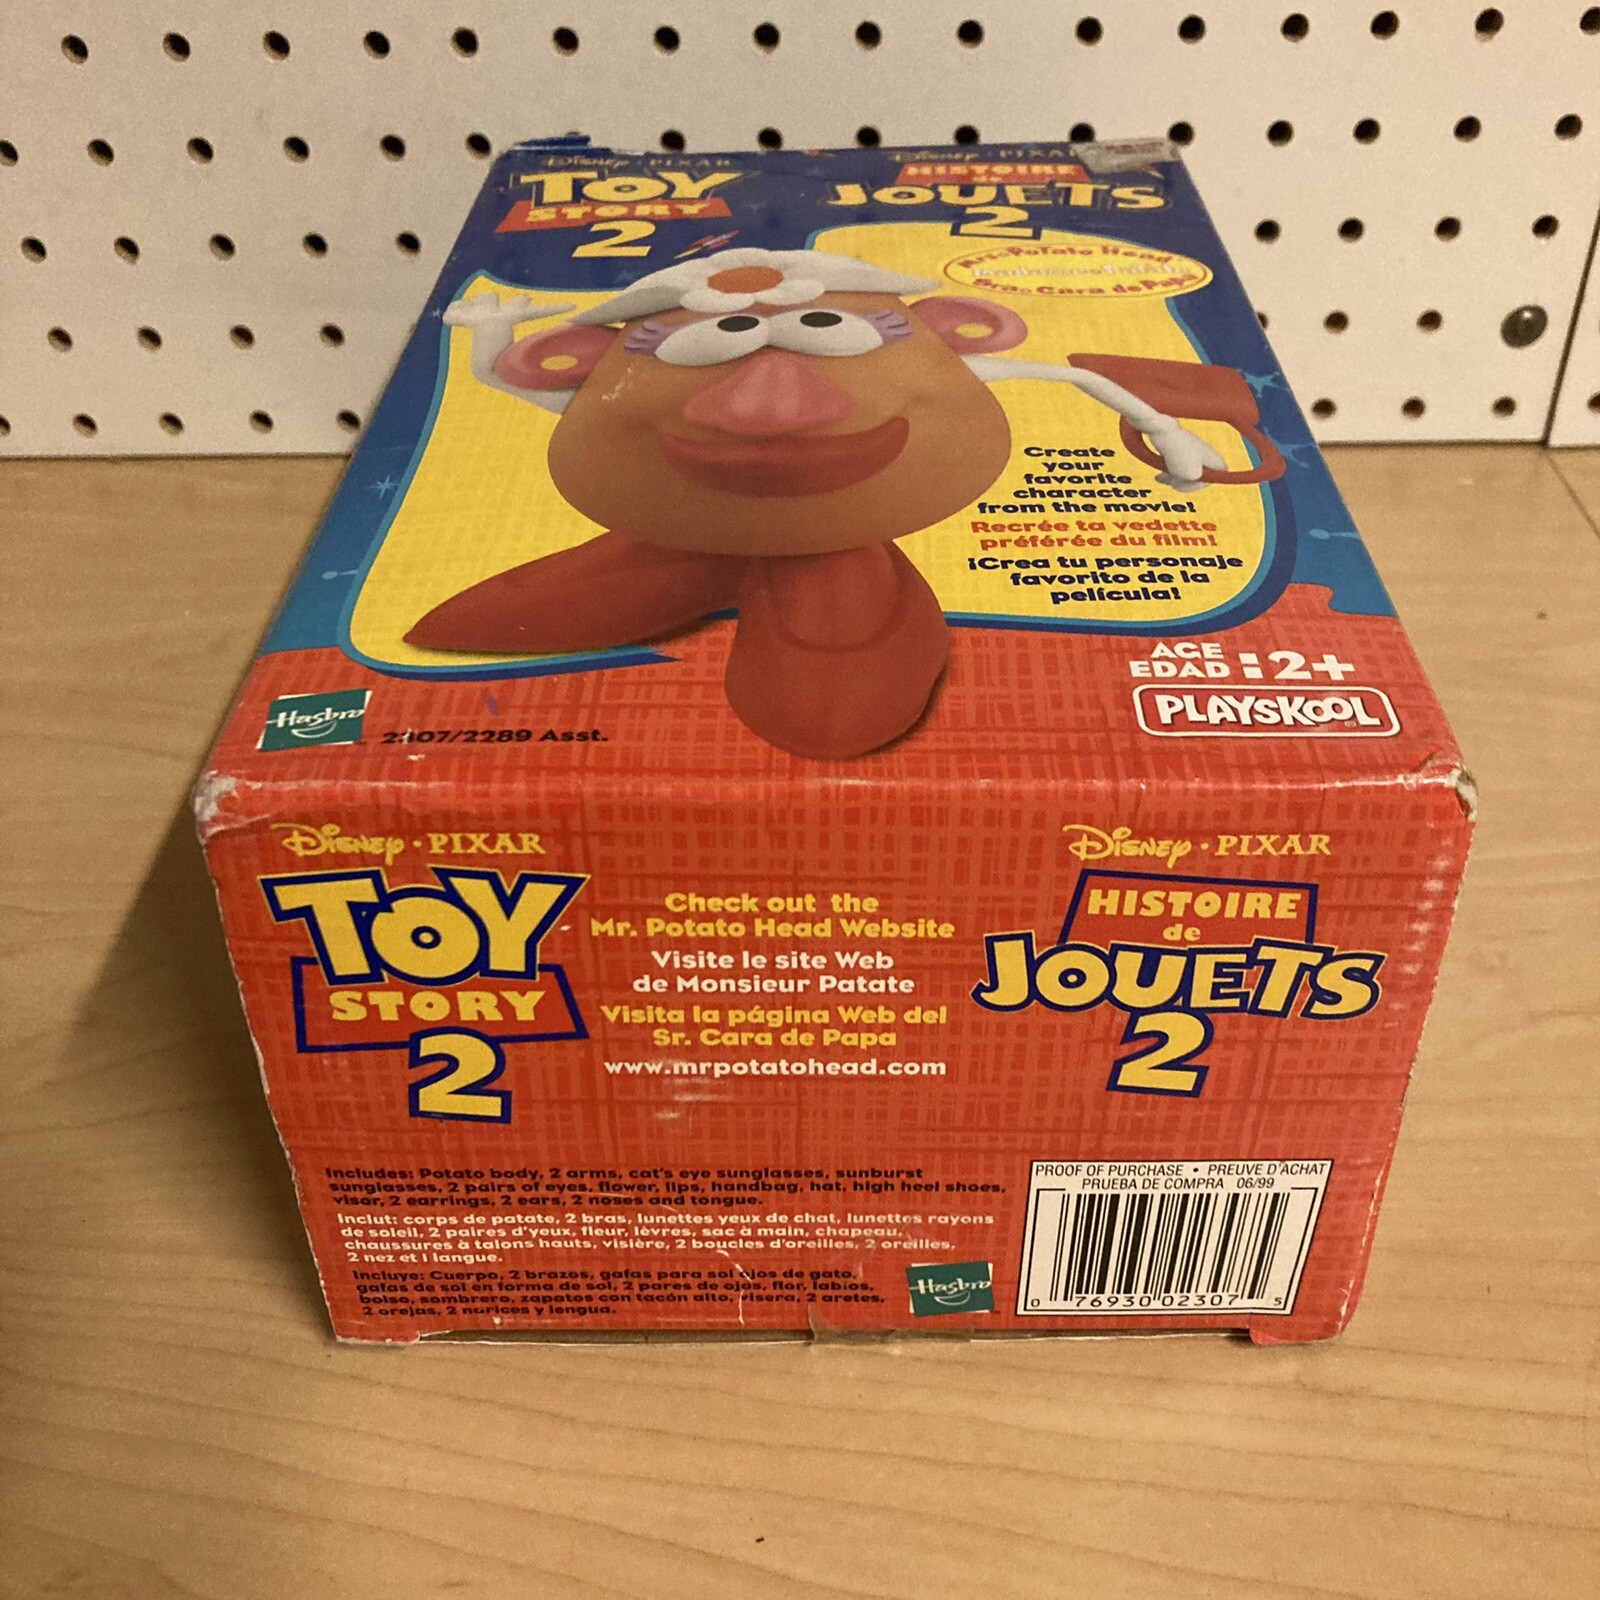 Disney · PIXAR
TOY
STORY
2
Disney · PIXAR
HISTOIRE
de
JOUETS
2
Mrs. Potato Head
Madame Patate
Sra. Cara de Papa
Create
your
favorite
character
from the movie!
Recrée ta vedette
préférée du film!
¡Crea tu personaje
favorito de la
película!
AGE
EDAD : 2+
PLAYSKOOL
Hasbro
2307/2289 Asst.
Disney · PIXAR
TOY
STORY
2
Check out the
Mr. Potato Head Website
Visite le site Web
de Monsieur Patate
Visita la página Web del
Sr. Cara de Papa
www.mrpotatohead.com
Disney · PIXAR
HISTOIRE
de
JOUETS
2
Includes: Potato body, 2 arms, cat's eye sunglasses, sunburst
sunglasses, 2 pairs of eyes, flower, lips, handbag, hat, high heel shoes,
visor, 2 earrings, 2 ears, 2 noses and tongue.
Inclut: corps de patate, 2 bras, lunettes yeux de chat, lunettes rayons
de soleil, 2 paires d'yeux, fleur, lèvres, sac à main, chapeau,
chaussures à talons hauts, visière, 2 boucles d'oreilles, 2 oreilles,
2 nez et 1 langue.
Incluye: Cuerpo, 2 brazos, gafas para sol ojos de gato,
gafas de sol en forma de sol, 2 pares de ojos, flor, labios,
bolso, sombrero, zapatos con tacón alto, visera, 2 aretes,
2 orejas, 2 narices y lengua.
Hasbro
PROOF OF PURCHASE • PREUVE D'ACHAT
PRUEBA DE COMPRA 06/99
0 76930 02307 5